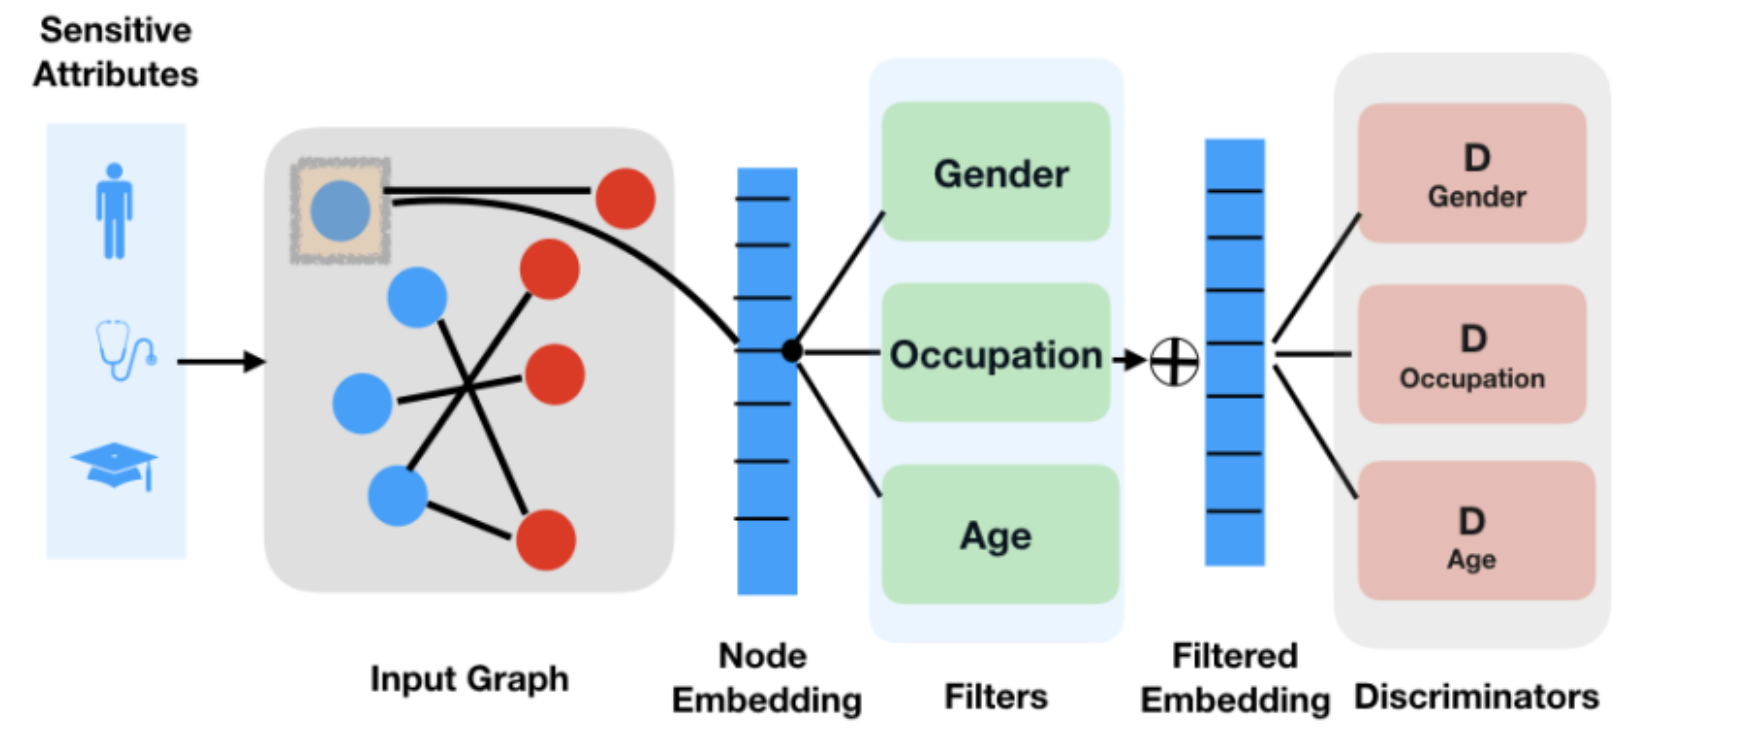 Sensitive
Attributes
Gender
Occupation
Age
D
Gender
D
Occupation
D
Age
Input Graph
Node
Embedding
Filters
Filtered
Embedding
Discriminators